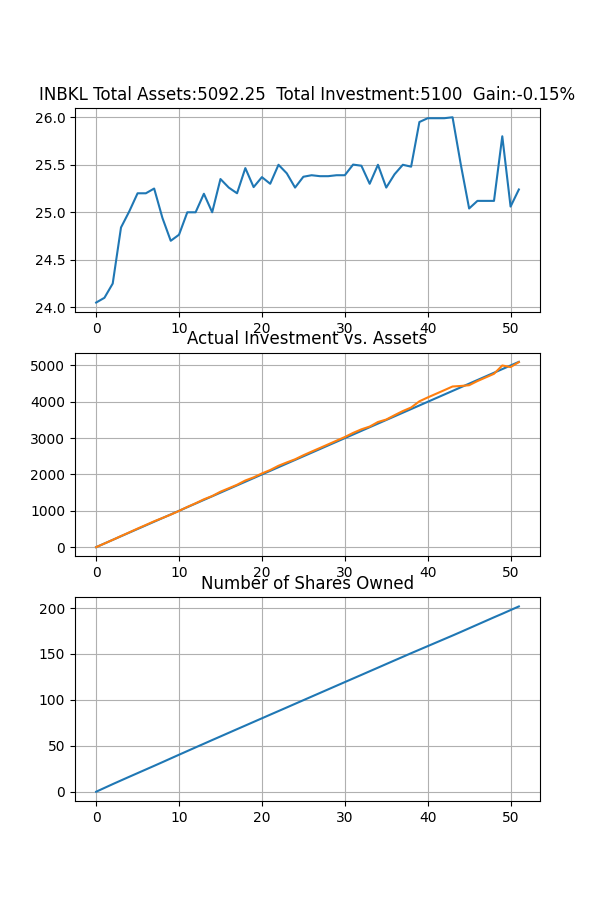 INBKL Total Assets:5092.25  Total Investment:5100  Gain:-0.15%
26.0
25.5
25.0
24.5
24.0
0 10 20 30 40 50
Actual Investment vs. Assets
5000
4000
3000
2000
1000
0
0 10 20 30 40 50
Number of Shares Owned
200
150
100
50
0
0 10 20 30 40 50